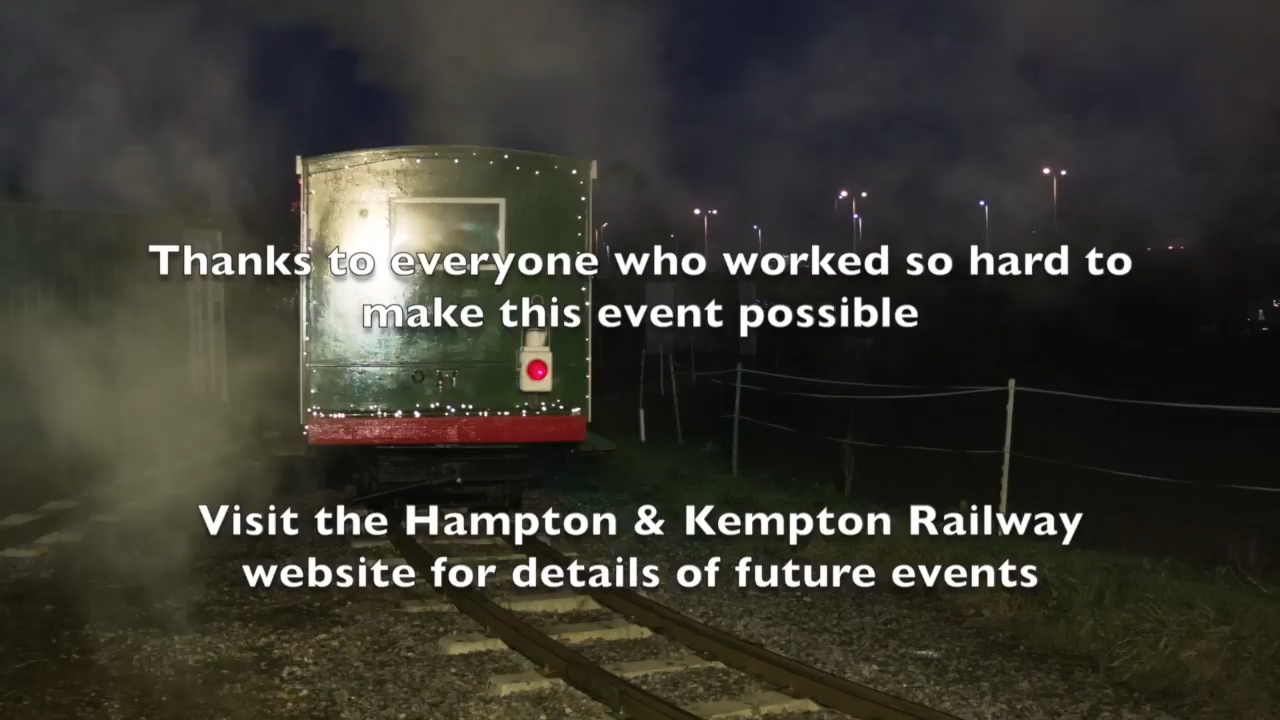 Thanks to everyone who worked so hard to
make this event possible
Visit the Hampton & Kempton Railway
website for details of future events